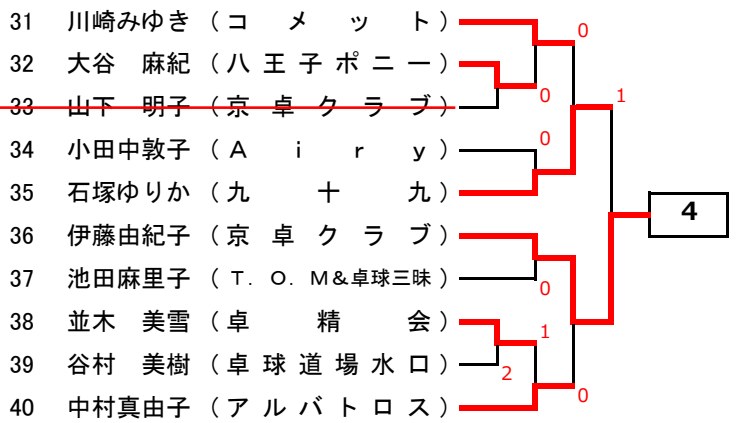 31 川崎みゆき (コメット)
0
32 大谷 麻紀 (八王子ポニー)
0
1
33 山下 明子 (京卓クラブ)
34 小田中敦子 (Airy)
0
35 石塚ゆりか (九十九)
4
36 伊藤由紀子 (京卓クラブ)
37 池田麻里子 (T.O.M&卓球三昧)
0
38 並木 美雪 (卓精会)
1
39 谷村 美樹 (卓球道場水口)
2
0
40 中村真由子 (アルバトロス)